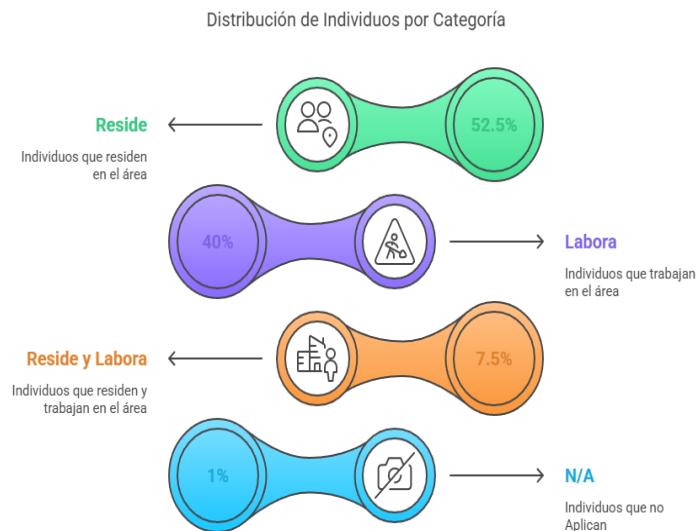 Distribución de Individuos por Categoría
Reside
52.5%
Individuos que residen
en el área
40%
Labora
Individuos que trabajan
en el área
Reside y Labora
7.5%
Individuos que residen y
trabajan en el área
1%
N/A
Individuos que no
Aplican